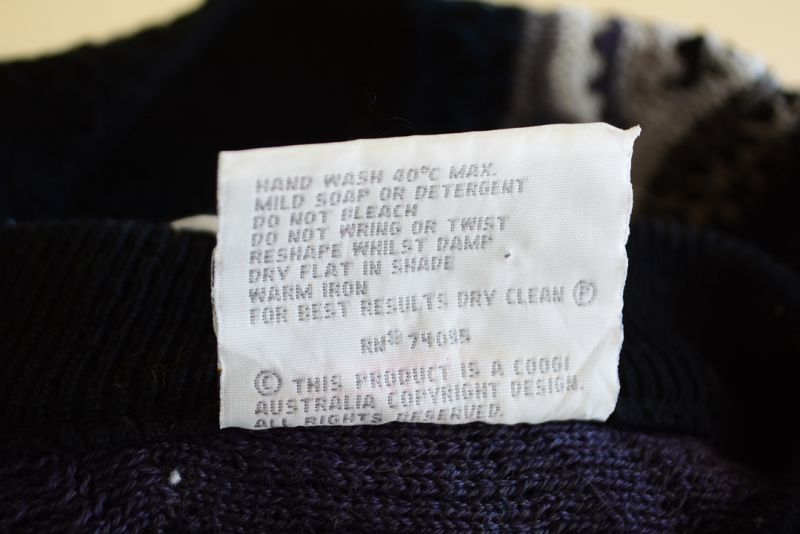 HAND WASH 40°C MAX.
MILD SOAP OR DETERGENT
DO NOT BLEACH
DO NOT WRING OR TWIST
RESHAPE WHILST DAMP
DRY FLAT IN SHADE
WARM IRON
FOR BEST RESULTS DRY CLEAN Ⓟ
RN# 74095
© THIS PRODUCT IS A COOGI
AUSTRALIA COPYRIGHT DESIGN.
ALL RIGHTS RESERVED.